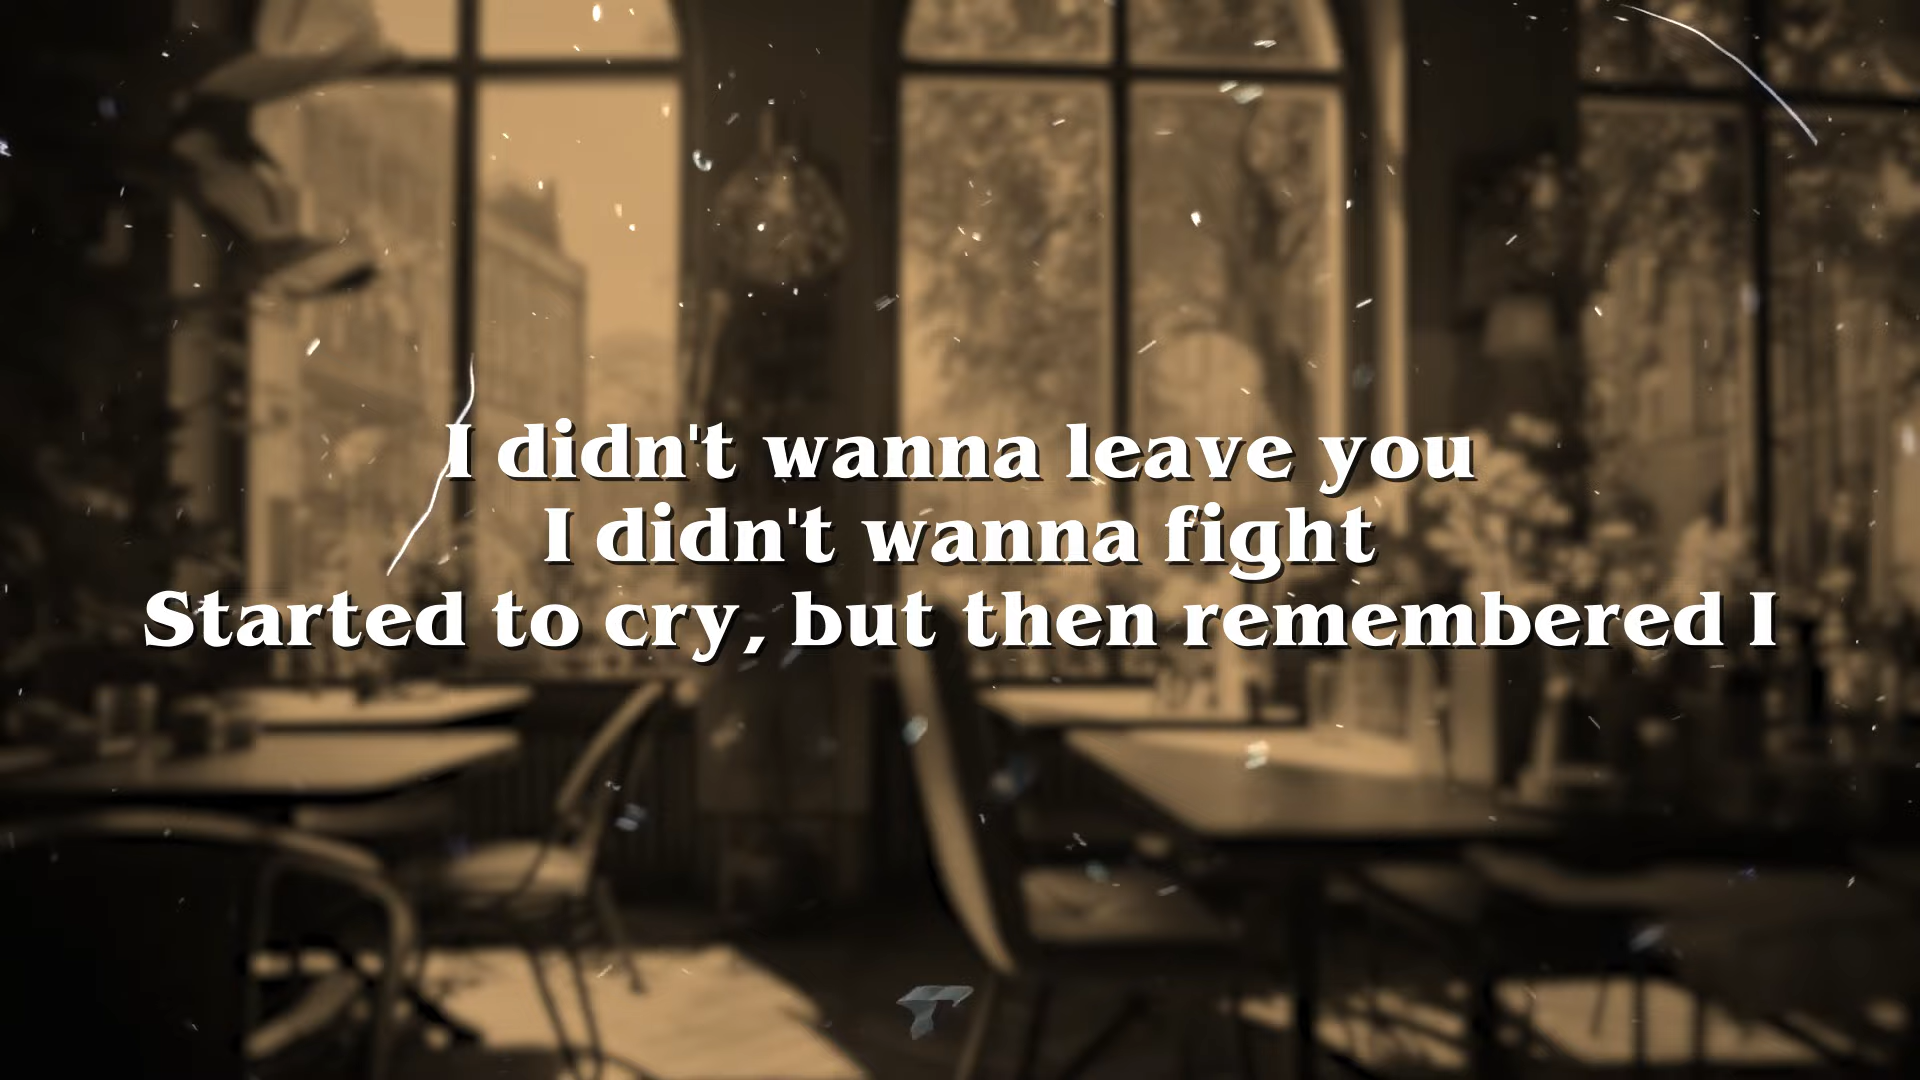 I didn't wanna leave you
I didn't wanna fight
Started to cry, but then remembered I